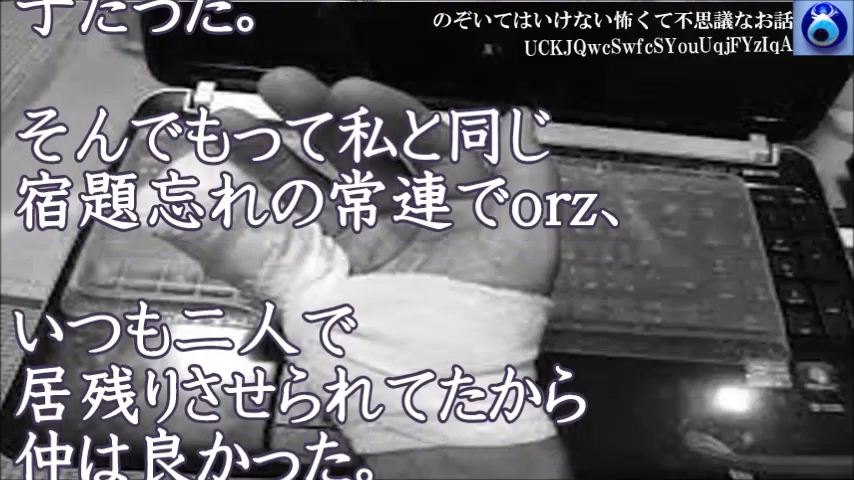 のぞいてはいけない怖くて不思議なお話
UCKJQwcSwfcSYouUqjFYzIqA
子だった。
そんでもって私と同じ
宿題忘れの常連でorz、
いつも二人で
居残りさせられてたから
仲は良かった。